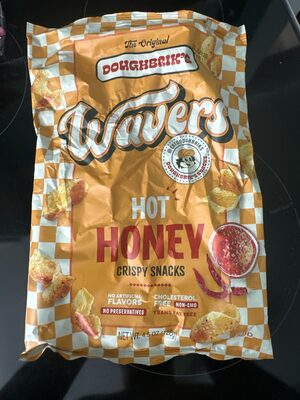 The Original
DOUGHBRIK'S
Wavers
HOT
HONEY
CRISPY SNACKS
NO ARTIFICIAL
FLAVORS
NO PRESERVATIVES
CHOLESTEROL
FREE NON-GMO
TRANS FAT FREE